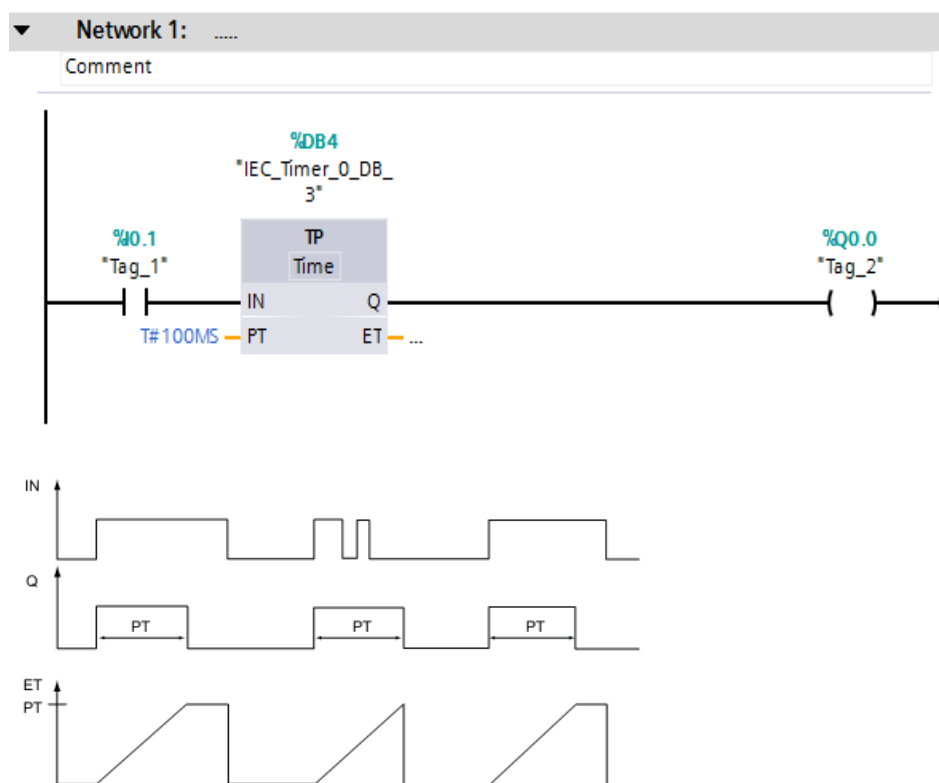 Network 1: .....
Comment
%DB4
"IEC_Timer_0_DB_
3"
%I0.1
"Tag_1"
TP
Time
%Q0.0
"Tag_2"
IN Q
T#100MS PT ET ...
IN
Q
PT PT PT
ET
PT